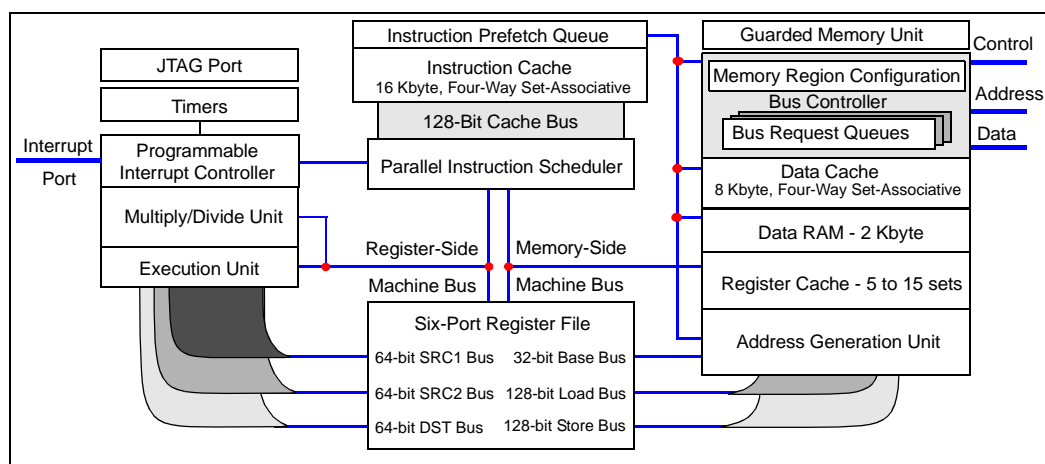 JTAG Port
Timers
Interrupt
Port
Programmable
Interrupt Controller
Multiply/Divide Unit
Execution Unit
Instruction Prefetch Queue
Instruction Cache
16 Kbyte, Four-Way Set-Associative
128-Bit Cache Bus
Parallel Instruction Scheduler
Register-Side
Machine Bus
Memory-Side
Machine Bus
Six-Port Register File
64-bit SRC1 Bus
32-bit Base Bus
64-bit SRC2 Bus
128-bit Load Bus
64-bit DST Bus
128-bit Store Bus
Guarded Memory Unit
Memory Region Configuration
Bus Controller
Bus Request Queues
Control
Address
Data
Data Cache
8 Kbyte, Four-Way Set-Associative
Data RAM - 2 Kbyte
Register Cache - 5 to 15 sets
Address Generation Unit